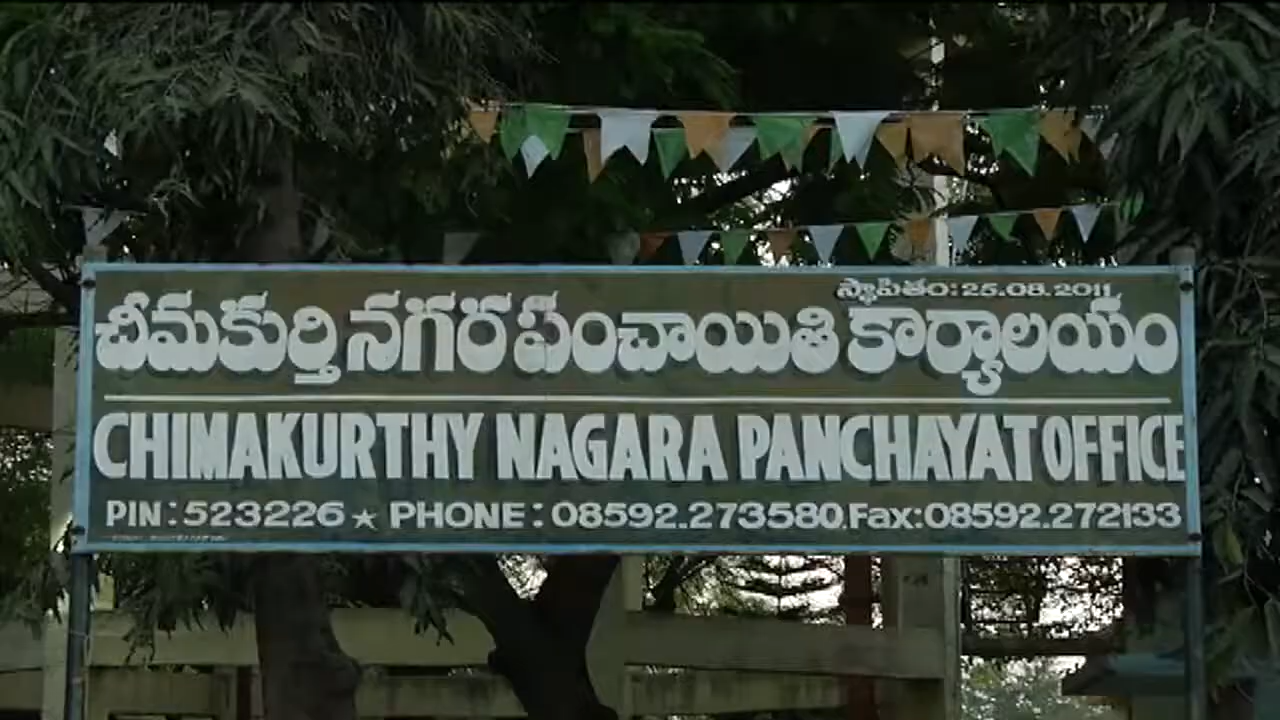 స్థాపితం: 25.08.2011
చీమకుర్తి నగర పంచాయితి కార్యాలయం
CHIMAKURTHY NAGARA PANCHAYAT OFFICE
PIN: 523226 ★ PHONE: 08592.273580. Fax: 08592.272133